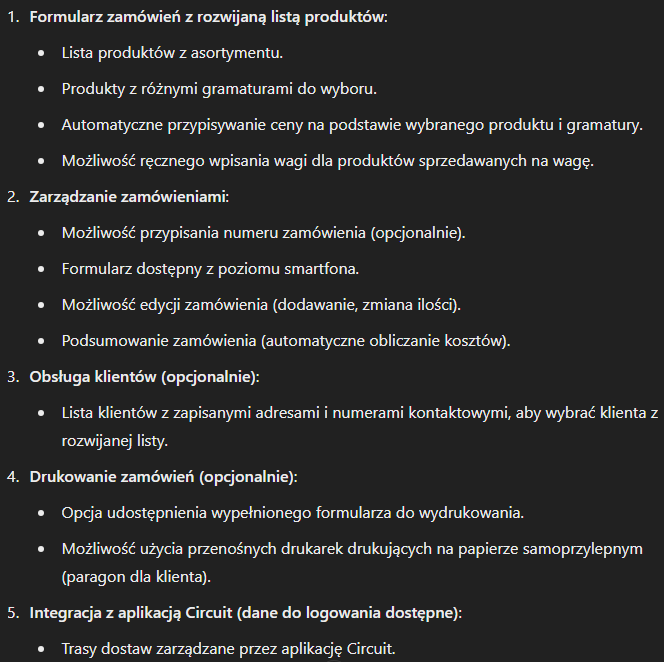 1. Formularz zamówień z rozwijaną listą produktów:
• Lista produktów z asortymentu.
• Produkty z różnymi gramaturami do wyboru.
• Automatyczne przypisywanie ceny na podstawie wybranego produktu i gramatury.
• Możliwość ręcznego wpisania wagi dla produktów sprzedawanych na wagę.
2. Zarządzanie zamówieniami:
• Możliwość przypisania numeru zamówienia (opcjonalnie).
• Formularz dostępny z poziomu smartfona.
• Możliwość edycji zamówienia (dodawanie, zmiana ilości).
• Podsumowanie zamówienia (automatyczne obliczanie kosztów).
3. Obsługa klientów (opcjonalnie):
• Lista klientów z zapisanymi adresami i numerami kontaktowymi, aby wybrać klienta z
rozwijanej listy.
4. Drukowanie zamówień (opcjonalnie):
• Opcja udostępnienia wypełnionego formularza do wydrukowania.
• Możliwość użycia przenośnych drukarek drukujących na papierze samoprzylepnym
(paragon dla klienta).
5. Integracja z aplikacją Circuit (dane do logowania dostępne):
• Trasy dostaw zarządzane przez aplikację Circuit.